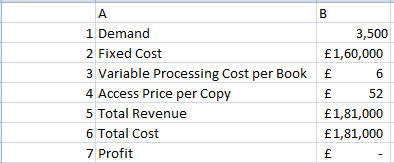 A B
1 Demand 3,500
2 Fixed Cost £1,60,000
3 Variable Processing Cost per Book £ 6
4 Access Price per Copy £ 52
5 Total Revenue £1,81,000
6 Total Cost £1,81,000
7 Profit £ -